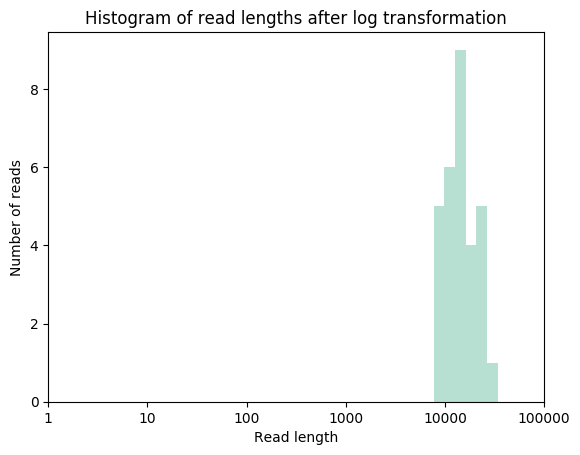 Histogram of read lengths after log transformation
8
6
4
2
0
Number of reads
1 10 100 1000 10000 100000
Read length